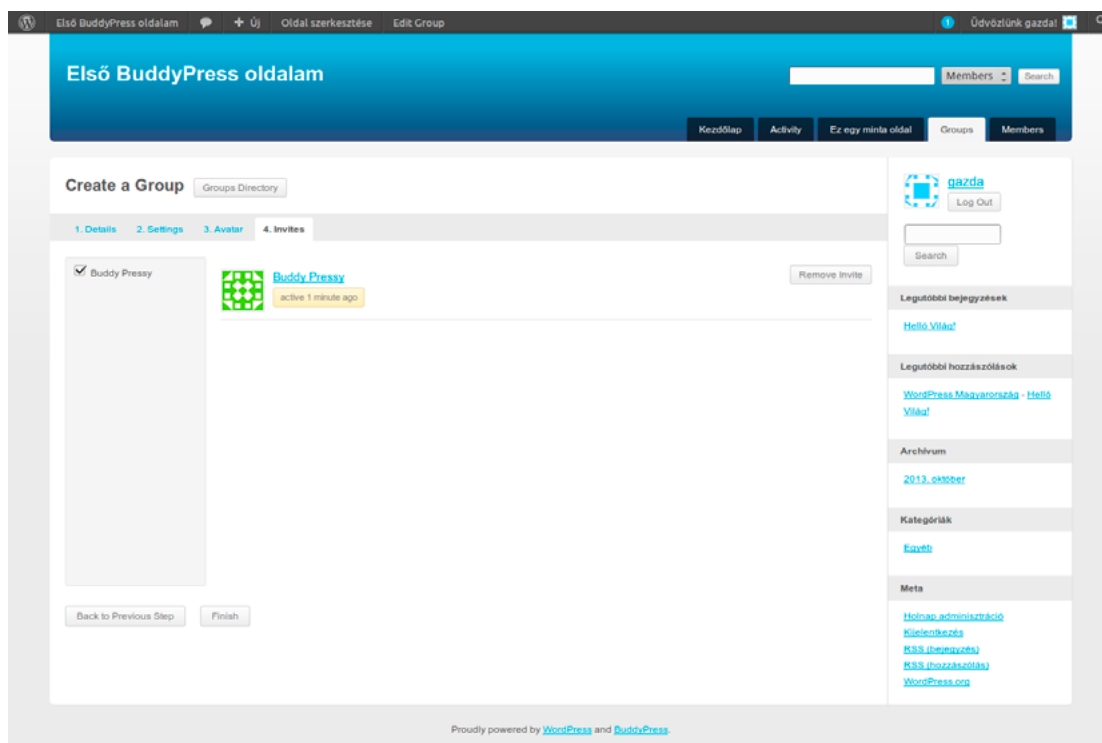 Első BuddyPress oldalam
Új
Oldal szerkesztése
Edit Group
1
Üdvözlünk gazda!
Első BuddyPress oldalam
Members
Search
Kezdőlap
Activity
Ez egy minta oldal
Groups
Members
Create a Group
Groups Directory
1. Details
2. Settings
3. Avatar
4. Invites
Buddy Pressy
Buddy Pressy
active 1 minute ago
Remove Invite
Back to Previous Step
Finish
gazda
Log Out
Search
Legutóbbi bejegyzések
Helló Világ!
Legutóbbi hozzászólások
WordPress Magyarország - Helló
Világ!
Archívum
2013. október
Kategóriák
Egyéb
Meta
Honlap adminisztráció
Kijelentkezés
RSS (bejegyzés)
RSS (hozzászólás)
WordPress.org
Proudly powered by WordPress and BuddyPress.